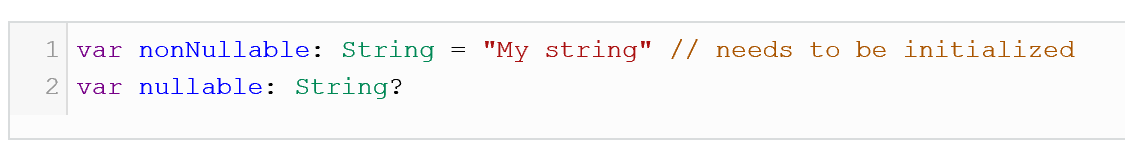 1 var nonNullable: String = "My string" // needs to be initialized
2 var nullable: String?